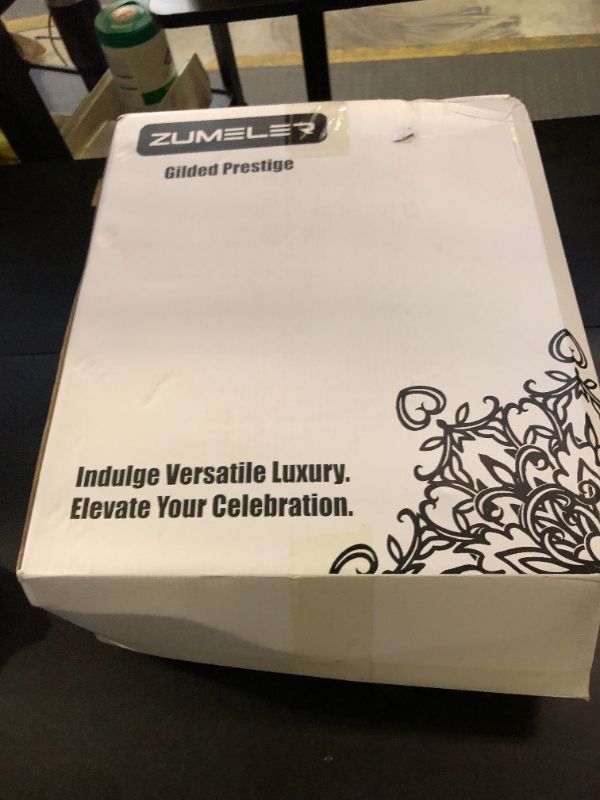 ZUMELER
Gilded Prestige
Indulge Versatile Luxury.
Elevate Your Celebration.